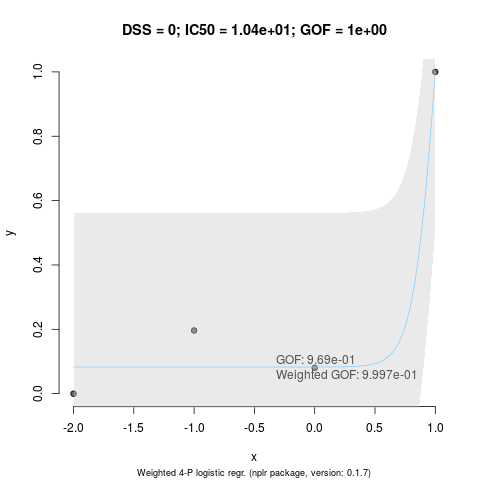 DSS = 0; IC50 = 1.04e+01; GOF = 1e+00
1.0
0.8
0.6
y
0.4
0.2
GOF: 9.69e-01
Weighted GOF: 9.997e-01
0.0
-2.0 -1.5 -1.0 -0.5 0.0 0.5 1.0
x
Weighted 4-P logistic regr. (nplr package, version: 0.1.7)